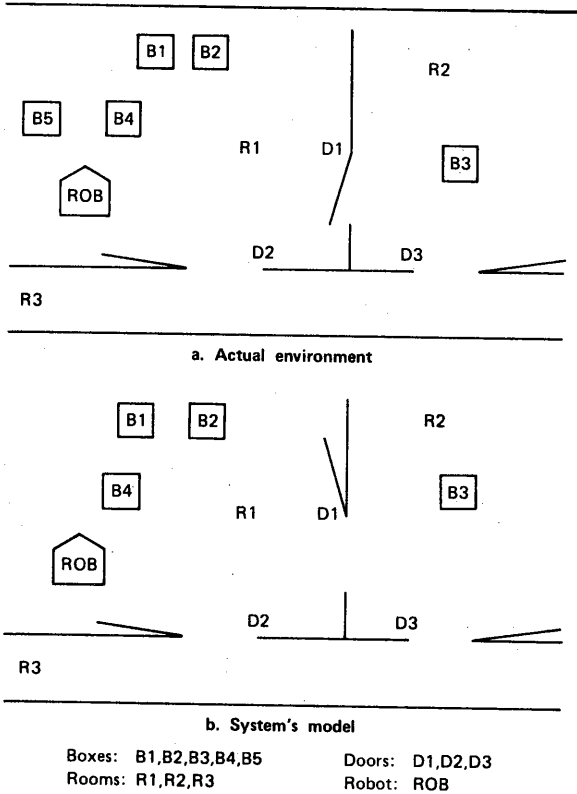 B1 B2
R2
B5 B4
R1 D1 B3
ROB
D2 D3
R3
a. Actual environment
B1 B2 R2
B4 B3
R1 D1
ROB
D2 D3
R3
b. System's model
Boxes: B1,B2,B3,B4,B5 Doors: D1,D2,D3
Rooms: R1,R2,R3 Robot: ROB